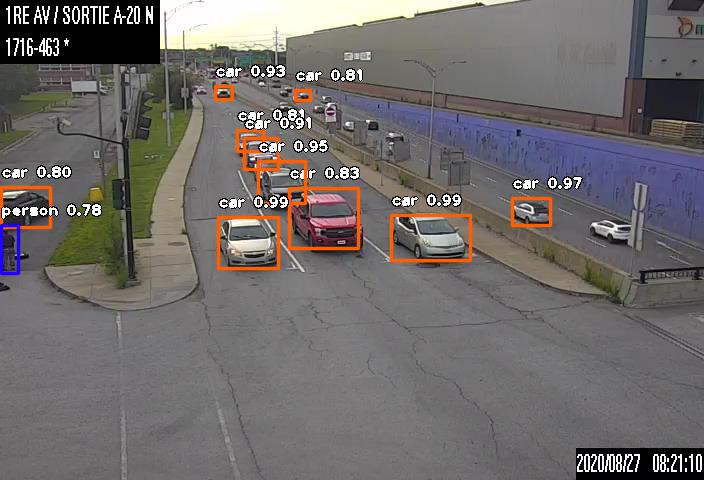 1RE AV / SORTIE A-20 N
1716-463 *
car 0.93
car 0.81
car 0.81
car 0.91
car 0.95
car 0.80
car 0.83
car 0.97
person 0.78
car 0.99
car 0.99
2020/08/27 08:21:10